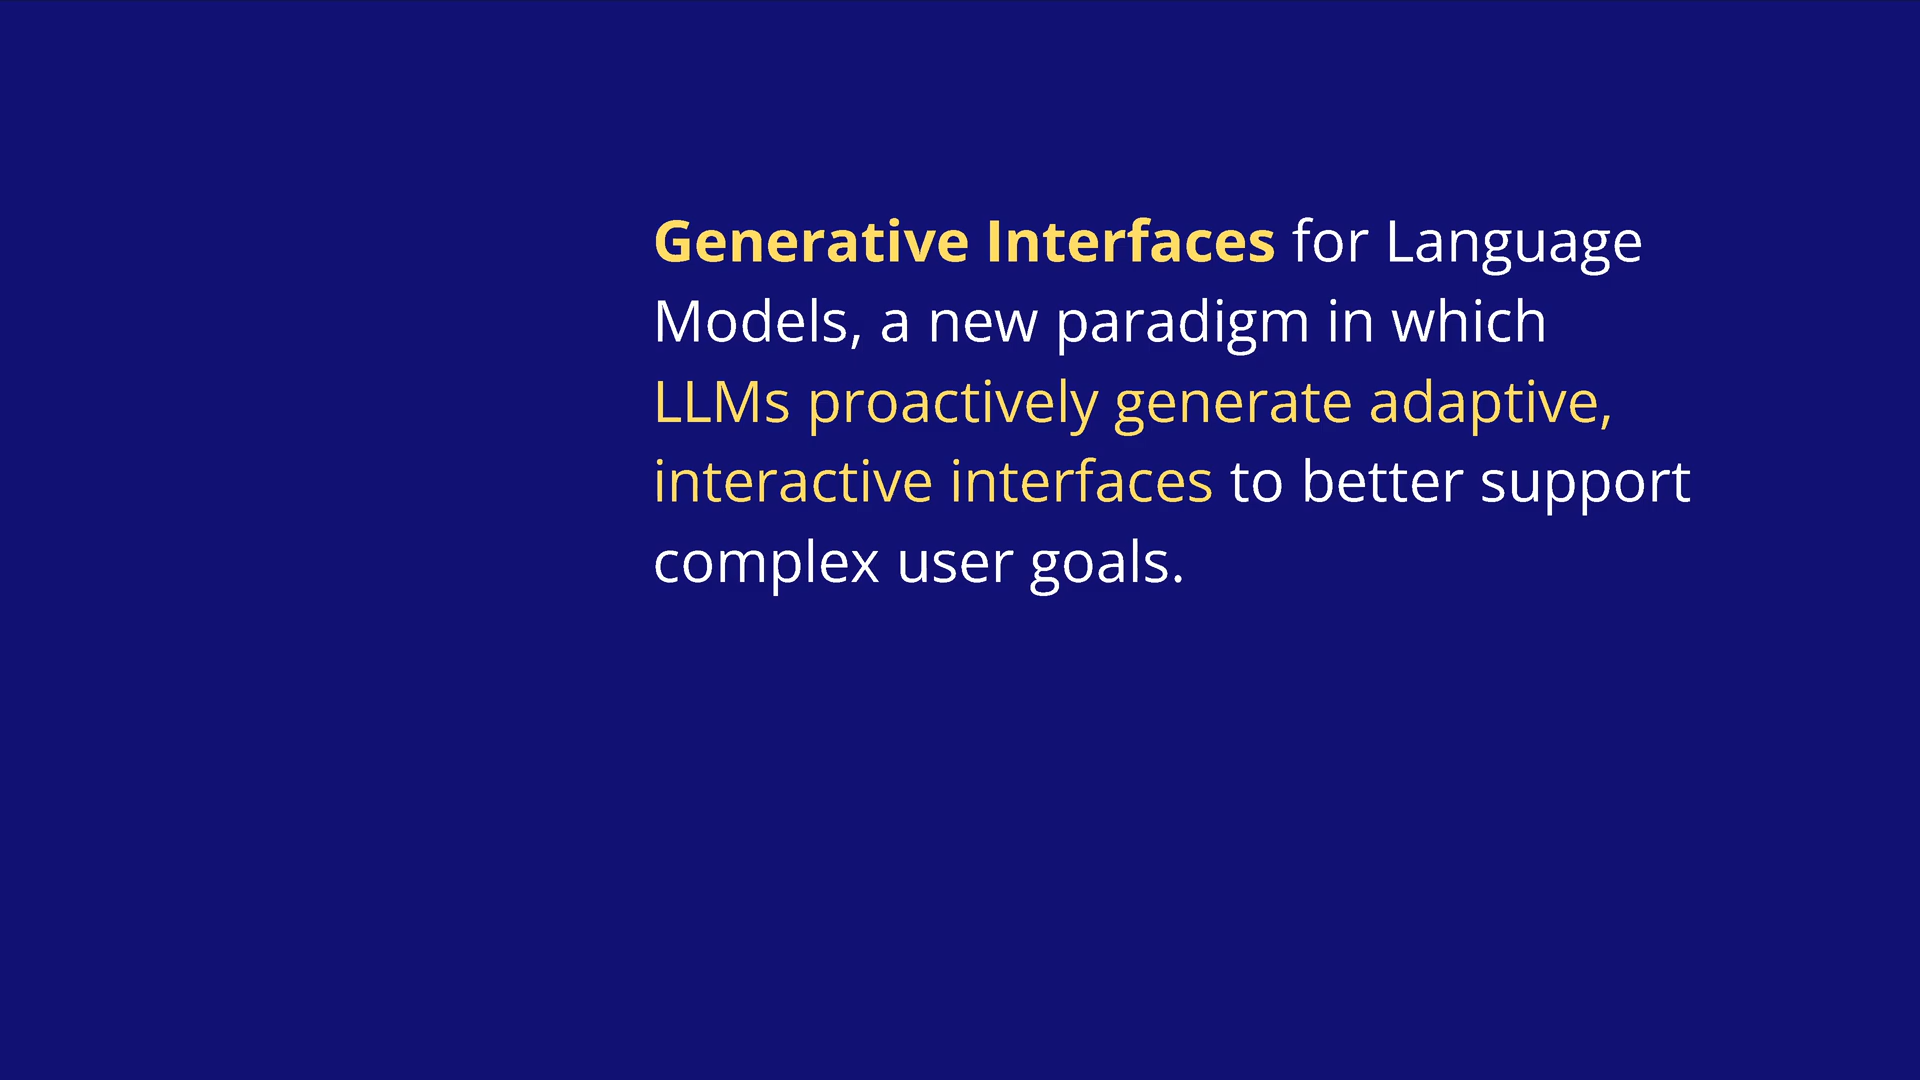 Generative Interfaces for Language
Models, a new paradigm in which
LLMs proactively generate adaptive,
interactive interfaces to better support
complex user goals.